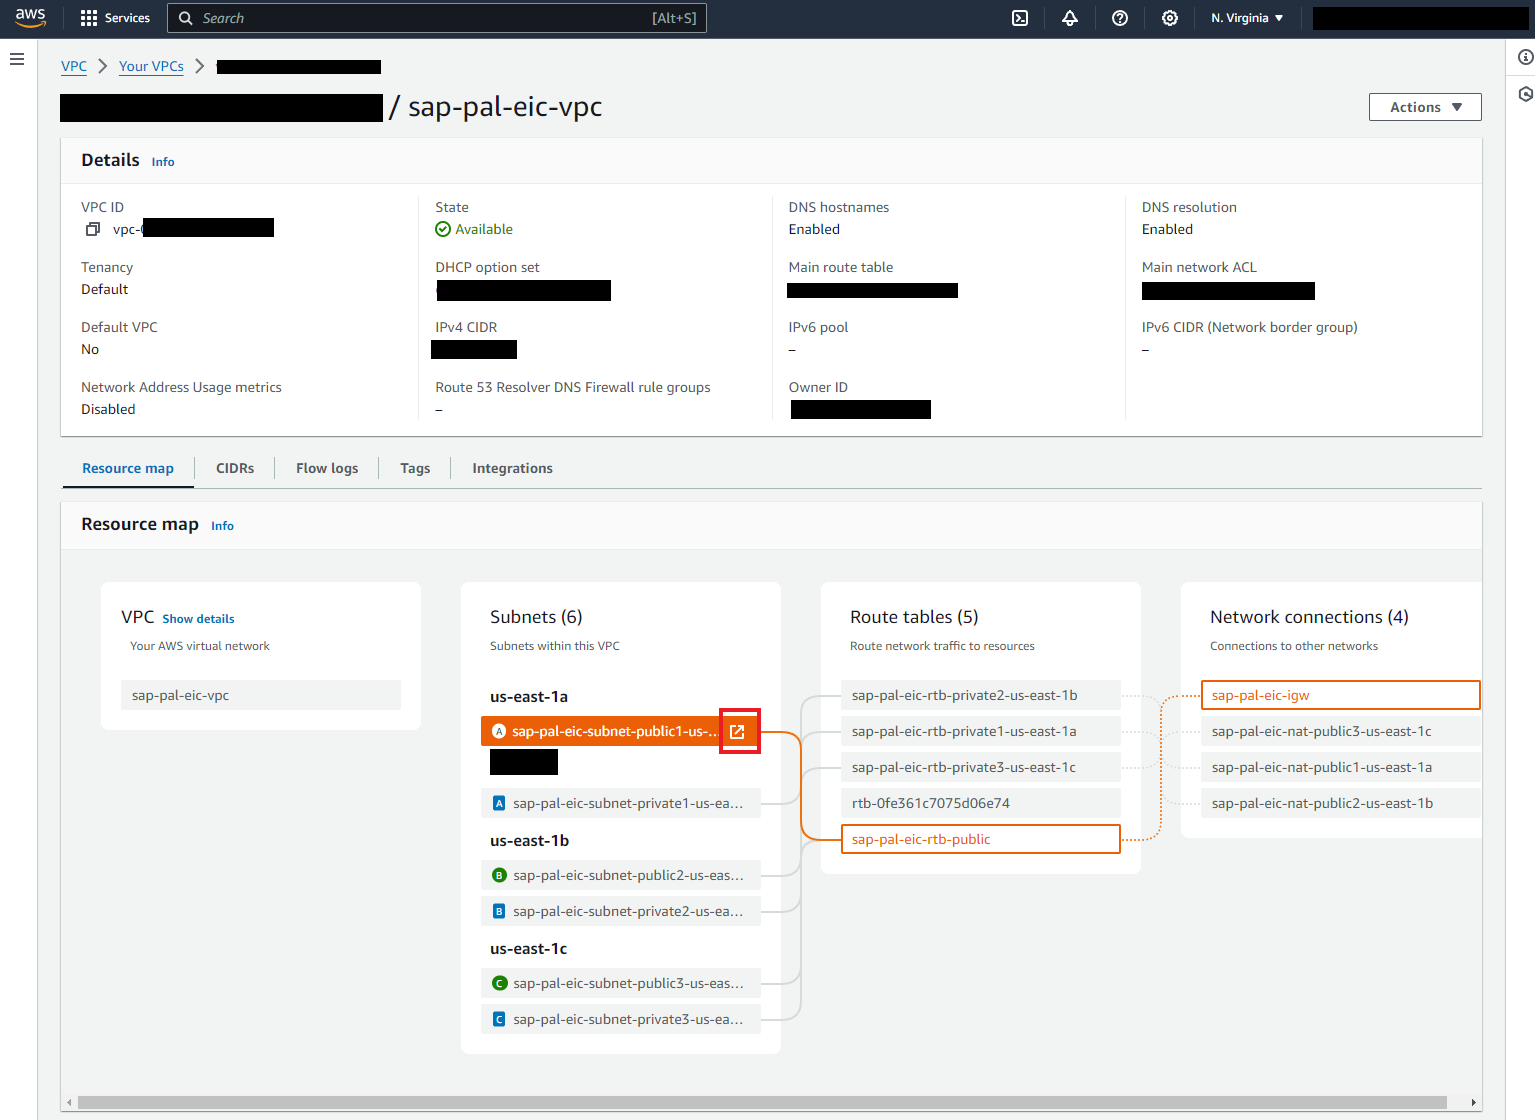 aws
Services
Search
[Alt+S]
N. Virginia
VPC
Your VPCs
/ sap-pal-eic-vpc
Actions
Details Info
VPC ID
vpc-
State
Available
DNS hostnames
Enabled
DNS resolution
Enabled
Tenancy
Default
DHCP option set
Main route table
Main network ACL
Default VPC
No
IPv4 CIDR
IPv6 pool
–
IPv6 CIDR (Network border group)
–
Network Address Usage metrics
Disabled
Route 53 Resolver DNS Firewall rule groups
–
Owner ID
Resource map
CIDRs
Flow logs
Tags
Integrations
Resource map Info
VPC Show details
Your AWS virtual network
sap-pal-eic-vpc
Subnets (6)
Subnets within this VPC
us-east-1a
A sap-pal-eic-subnet-public1-us-...
A sap-pal-eic-subnet-private1-us-ea...
us-east-1b
B sap-pal-eic-subnet-public2-us-eas...
B sap-pal-eic-subnet-private2-us-ea...
us-east-1c
C sap-pal-eic-subnet-public3-us-eas...
C sap-pal-eic-subnet-private3-us-ea...
Route tables (5)
Route network traffic to resources
sap-pal-eic-rtb-private2-us-east-1b
sap-pal-eic-rtb-private1-us-east-1a
sap-pal-eic-rtb-private3-us-east-1c
rtb-0fe361c7075d06e74
sap-pal-eic-rtb-public
Network connections (4)
Connections to other networks
sap-pal-eic-igw
sap-pal-eic-nat-public3-us-east-1c
sap-pal-eic-nat-public1-us-east-1a
sap-pal-eic-nat-public2-us-east-1b